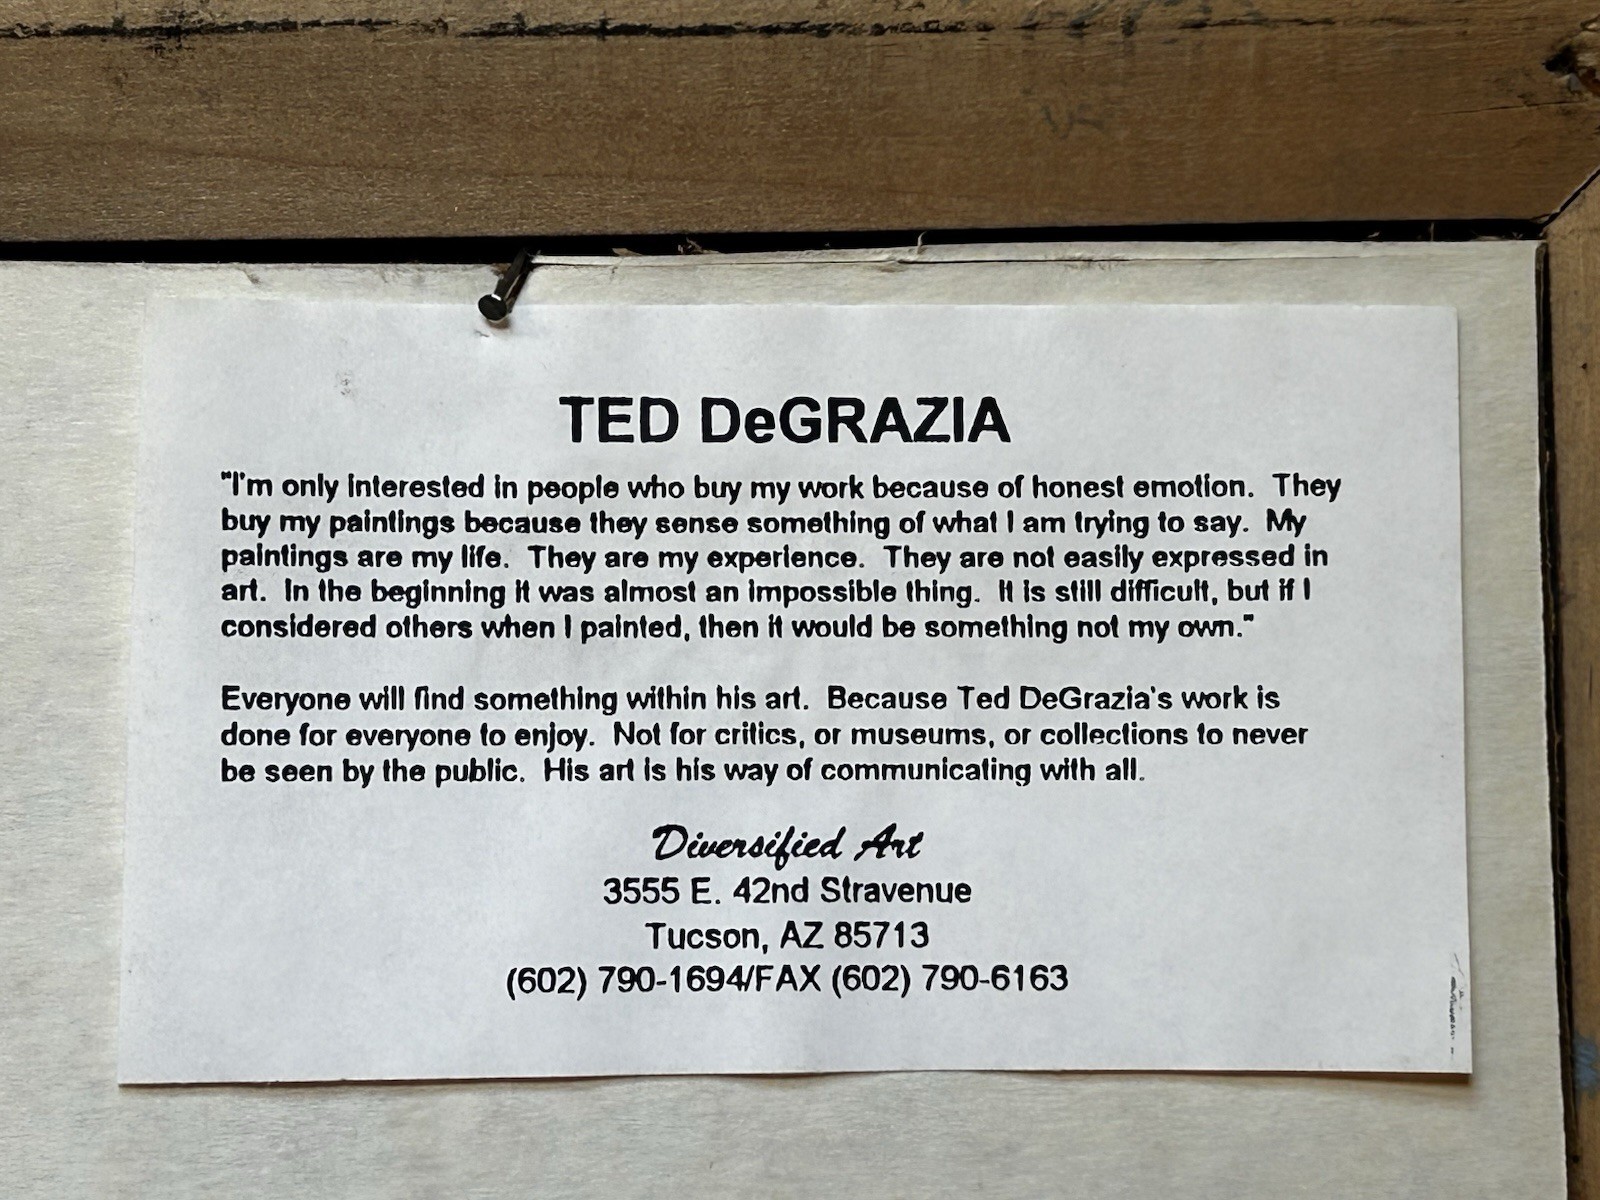 TED DeGRAZIA
"I'm only interested in people who buy my work because of honest emotion. They
buy my paintings because they sense something of what I am trying to say. My
paintings are my life. They are my experience. They are not easily expressed in
art. In the beginning it was almost an impossible thing. It is still difficult, but if I
considered others when I painted, then it would be something not my own."
Everyone will find something within his art. Because Ted DeGrazia's work is
done for everyone to enjoy. Not for critics, or museums, or collections to never
be seen by the public. His art is his way of communicating with all.
Diversified Art
3555 E. 42nd Stravenue
Tucson, AZ 85713
(602) 790-1694/FAX (602) 790-6163